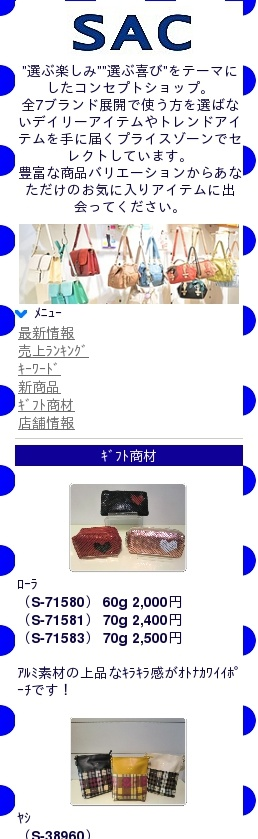 SAC
"選ぶ楽しみ""選ぶ喜び"をテーマに
したコンセプトショップ。
全7ブランド展開で使う方を選ばな
いデイリーアイテムやトレンドアイ
テムを手に届くプライスゾーンでセ
レクトしています。
豊富な商品バリエーションからあな
ただけのお気に入りアイテムに出
会ってください。
ﾒﾆｭｰ
最新情報
売上ﾗﾝｷﾝｸﾞ
ｷｰﾜｰﾄﾞ
新商品
ｷﾞﾌﾄ商材
店舗情報
ｷﾞﾌﾄ商材
ﾛｰﾗ
（S-71580） 60g 2,000円
（S-71581） 70g 2,400円
（S-71583） 70g 2,500円
ｱﾙﾐ素材の上品なｷﾗｷﾗ感がｵﾄﾅｶﾜｲｲﾎﾟ
ｰﾁです！
ﾔｼ
（S-38960）